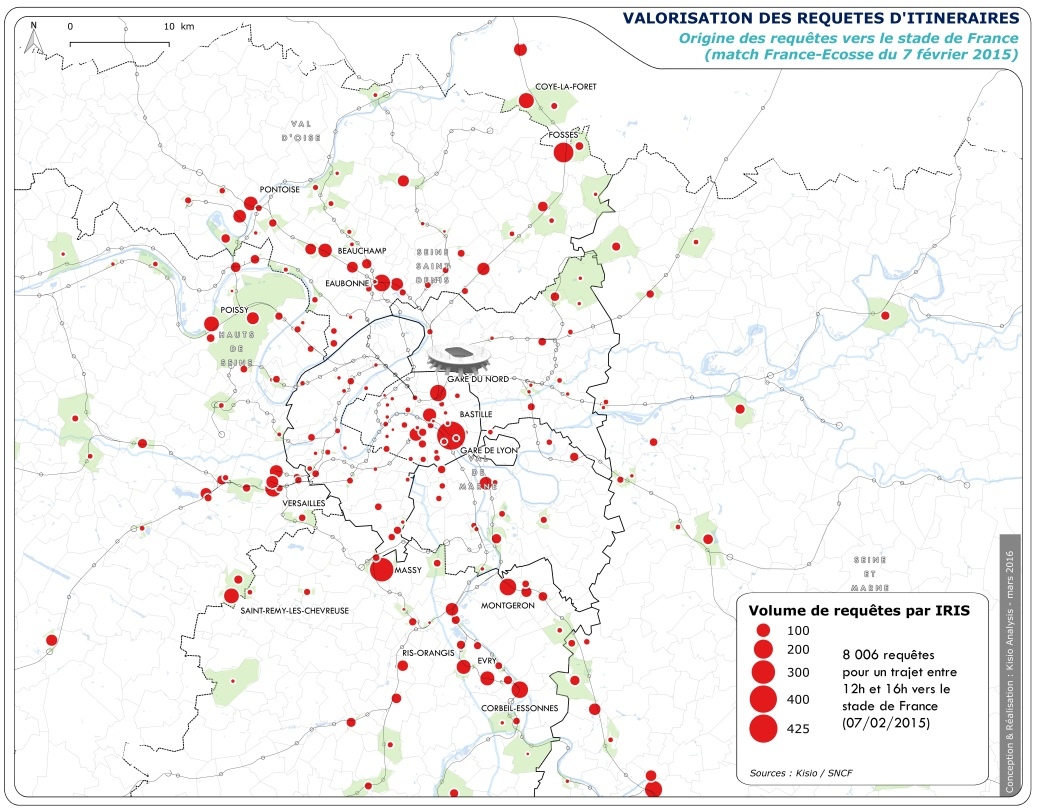 VALORISATION DES REQUETES D'ITINERAIRES
Origine des requêtes vers le stade de France
(match France-Ecosse du 7 février 2015)
N
0 10 km
COYE-LA-FORET
VAL
D'OISE
FOSSES
PONTOISE
BEAUCHAMP
SEINE
SAINT
DENIS
EAUBONNE
POISSY
HAUTS
DE
SEINE
GARE DU NORD
BASTILLE
GARE DE LYON
VAL
DE
MARNE
VERSAILLES
MASSY
SEINE
ET
MARNE
SAINT-REMY-LES-CHEVREUSE
MONTGERON
RIS-ORANGIS
EVRY
CORBEIL-ESSONNES
Volume de requêtes par IRIS
100
200
300
400
425
8 006 requêtes
pour un trajet entre
12h et 16h vers le
stade de France
(07/02/2015)
Sources : Kisio / SNCF
Conception & Réalisation : Kisio Analysis - mars 2016